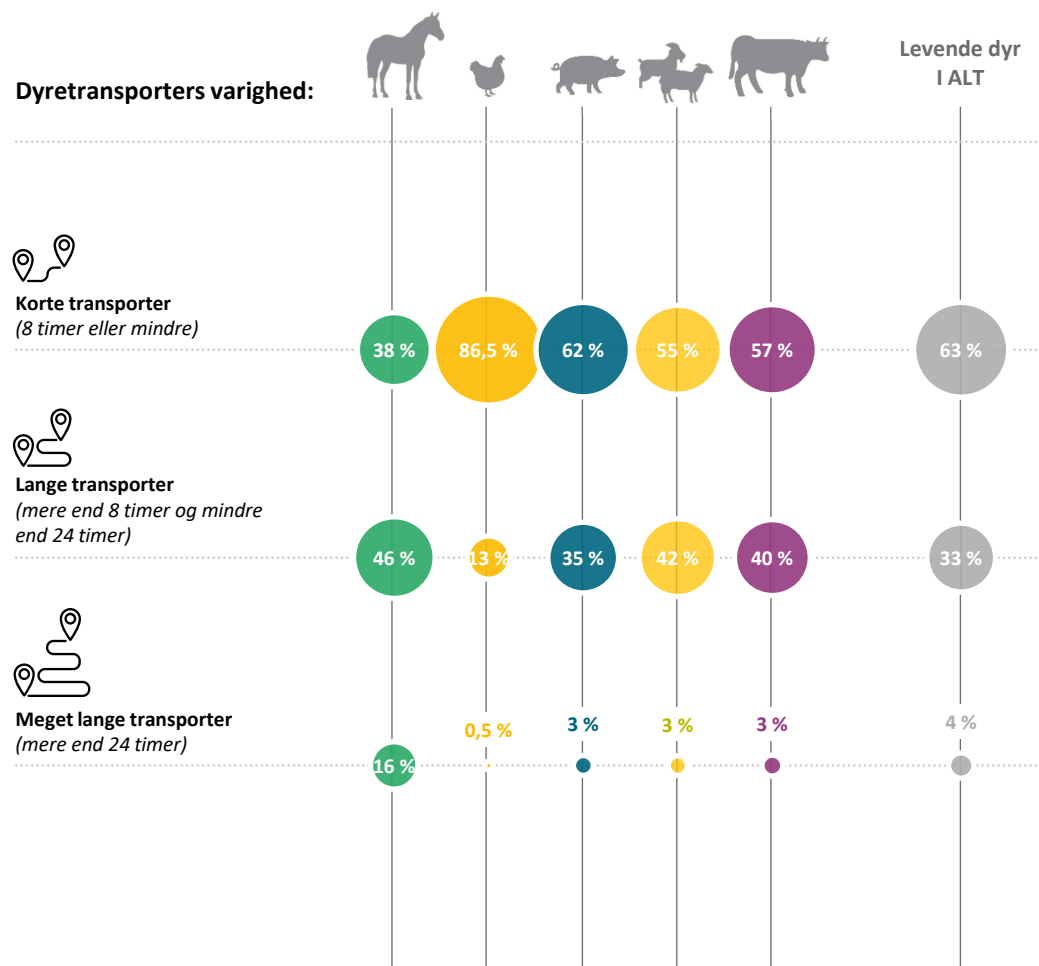 Levende dyr
I ALT
Dyretransporters varighed:
Korte transporter
(8 timer eller mindre)
38 % 86,5 % 62 % 55 % 57 % 63 %
Lange transporter
(mere end 8 timer og mindre
end 24 timer)
46 % 13 % 35 % 42 % 40 % 33 %
Meget lange transporter
(mere end 24 timer)
0,5 % 3 % 3 % 3 % 4 %
16 %